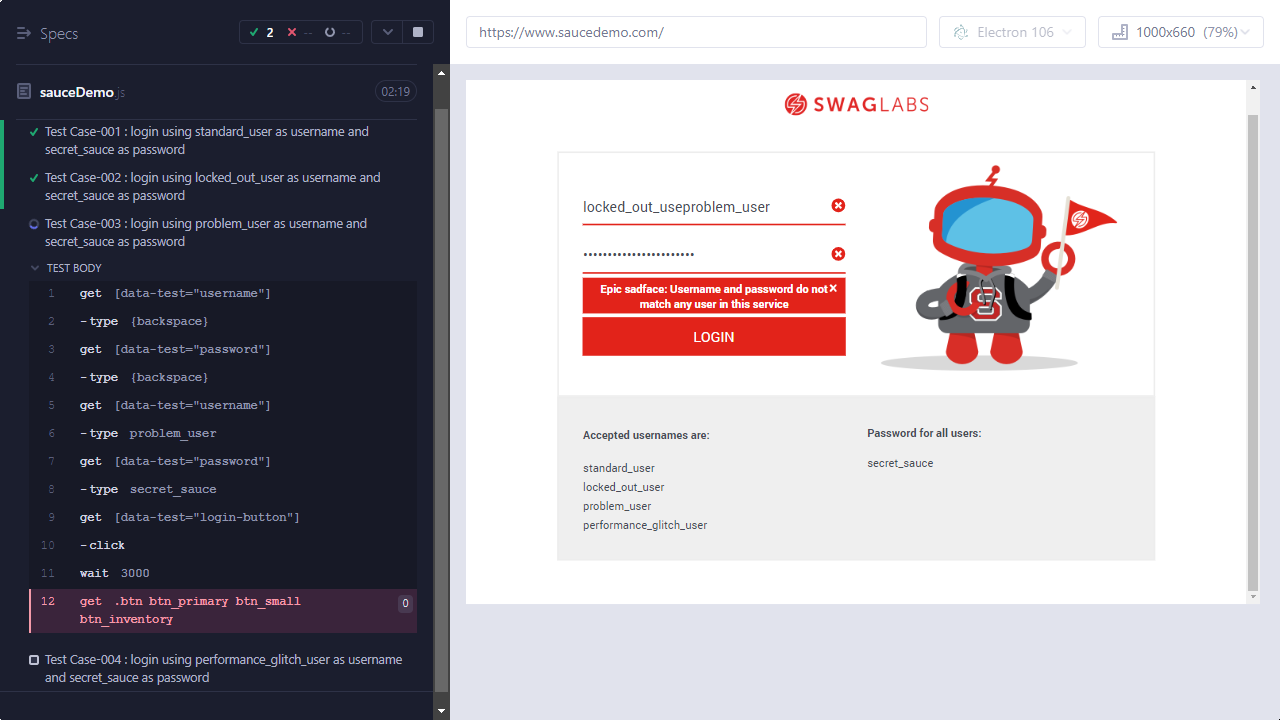 Specs
2
--
--
sauceDemo.js
02:19
Test Case-001 : login using standard_user as username and
secret_sauce as password
Test Case-002 : login using locked_out_user as username and
secret_sauce as password
Test Case-003 : login using problem_user as username and
secret_sauce as password
TEST BODY
1 get [data-test="username"]
2 -type {backspace}
3 get [data-test="password"]
4 -type {backspace}
5 get [data-test="username"]
6 -type problem_user
7 get [data-test="password"]
8 -type secret_sauce
9 get [data-test="login-button"]
10 -click
11 wait 3000
12 get .btn btn_primary btn_small 0
btn_inventory
Test Case-004 : login using performance_glitch_user as username
and secret_sauce as password
https://www.saucedemo.com/
Electron 106
1000x660 (79%)
SWAGLABS
locked_out_useproblem_user
•••••••••••••••••••••••
Epic sadface: Username and password do not
match any user in this service
LOGIN
S
Accepted usernames are:
standard_user
locked_out_user
problem_user
performance_glitch_user
Password for all users:
secret_sauce